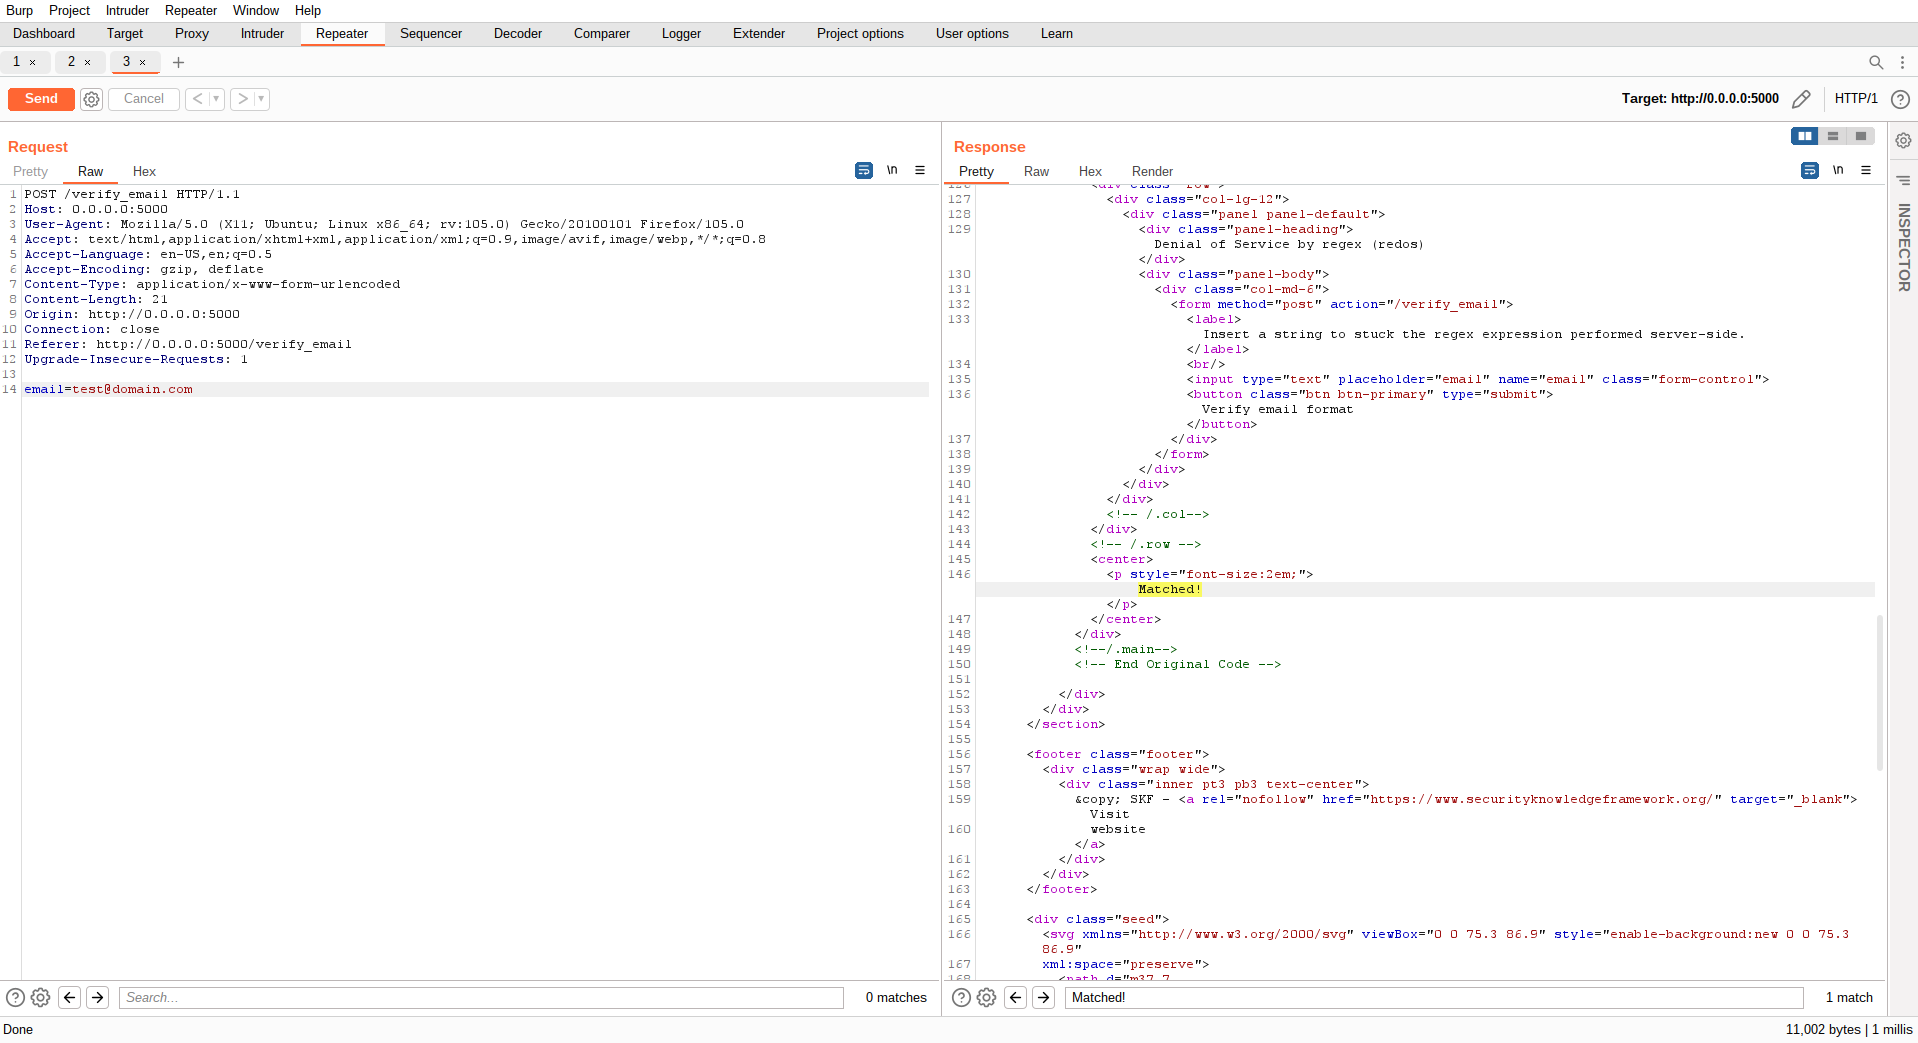 Burp Project Intruder Repeater Window Help
Dashboard Target Proxy Intruder Repeater Sequencer Decoder Comparer Logger Extender Project options User options Learn
1 × 2 × 3 × +
Send Cancel < > Target: http://0.0.0.0:5000 HTTP/1 ?
Request
Pretty Raw Hex \n
1 POST /verify_email HTTP/1.1
2 Host: 0.0.0.0:5000
3 User-Agent: Mozilla/5.0 (X11; Ubuntu; Linux x86_64; rv:105.0) Gecko/20100101 Firefox/105.0
4 Accept: text/html,application/xhtml+xml,application/xml;q=0.9,image/avif,image/webp,*/*;q=0.8
5 Accept-Language: en-US,en;q=0.5
6 Accept-Encoding: gzip, deflate
7 Content-Type: application/x-www-form-urlencoded
8 Content-Length: 21
9 Origin: http://0.0.0.0:5000
10 Connection: close
11 Referer: http://0.0.0.0:5000/verify_email
12 Upgrade-Insecure-Requests: 1
13
14 email=test@domain.com
? Search... 0 matches
Response
Pretty Raw Hex Render \n
126 <div class="row">
127 <div class="col-lg-12">
128 <div class="panel panel-default">
129 <div class="panel-heading">
Denial of Service by regex (redos)
</div>
130 <div class="panel-body">
131 <div class="col-md-6">
132 <form method="post" action="/verify_email">
133 <label>
Insert a string to stuck the regex expression performed server-side.
</label>
134 <br/>
135 <input type="text" placeholder="email" name="email" class="form-control">
136 <button class="btn btn-primary" type="submit">
Verify email format
</button>
137 </div>
138 </form>
139 </div>
140 </div>
141 </div>
142 <!-- /.col-->
143 </div>
144 <!-- /.row -->
145 <center>
146 <p style="font-size:2em;">
Matched!
</p>
147 </center>
148 </div>
149 <!--/.main-->
150 <!-- End Original Code -->
151
152 </div>
153 </div>
154 </section>
155
156 <footer class="footer">
157 <div class="wrap wide">
158 <div class="inner pt3 pb3 text-center">
159 &copy; SKF - <a rel="nofollow" href="https://www.securityknowledgeframework.org/" target="_blank">
Visit
160 website
</a>
161 </div>
162 </div>
163 </footer>
164
165 <div class="seed">
166 <svg xmlns="http://www.w3.org/2000/svg" viewBox="0 0 75.3 86.9" style="enable-background:new 0 0 75.3
86.9"
167 xml:space="preserve">
168 <path d="m37.7
? Matched! 1 match
INSPECTOR
Done 11,002 bytes | 1 millis